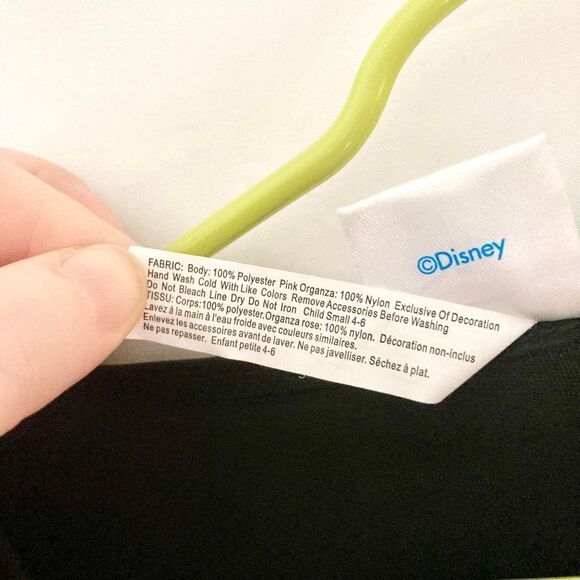 ©Disney
FABRIC: Body: 100% Polyester Pink Organza: 100% Nylon Exclusive Of Decoration
Hand Wash Cold With Like Colors Remove Accessories Before Washing
Do Not Bleach Line Dry Do Not Iron Child Small 4-6
TISSU: Corps:100% polyester.Organza rose: 100% nylon. Décoration non-inclus
Lavez à la main à l'eau froide avec couleurs similaires.
Enlevez les accessoires avant de laver. Ne pas javelliser. Séchez à plat.
Ne pas repasser. Enfant petite 4-6